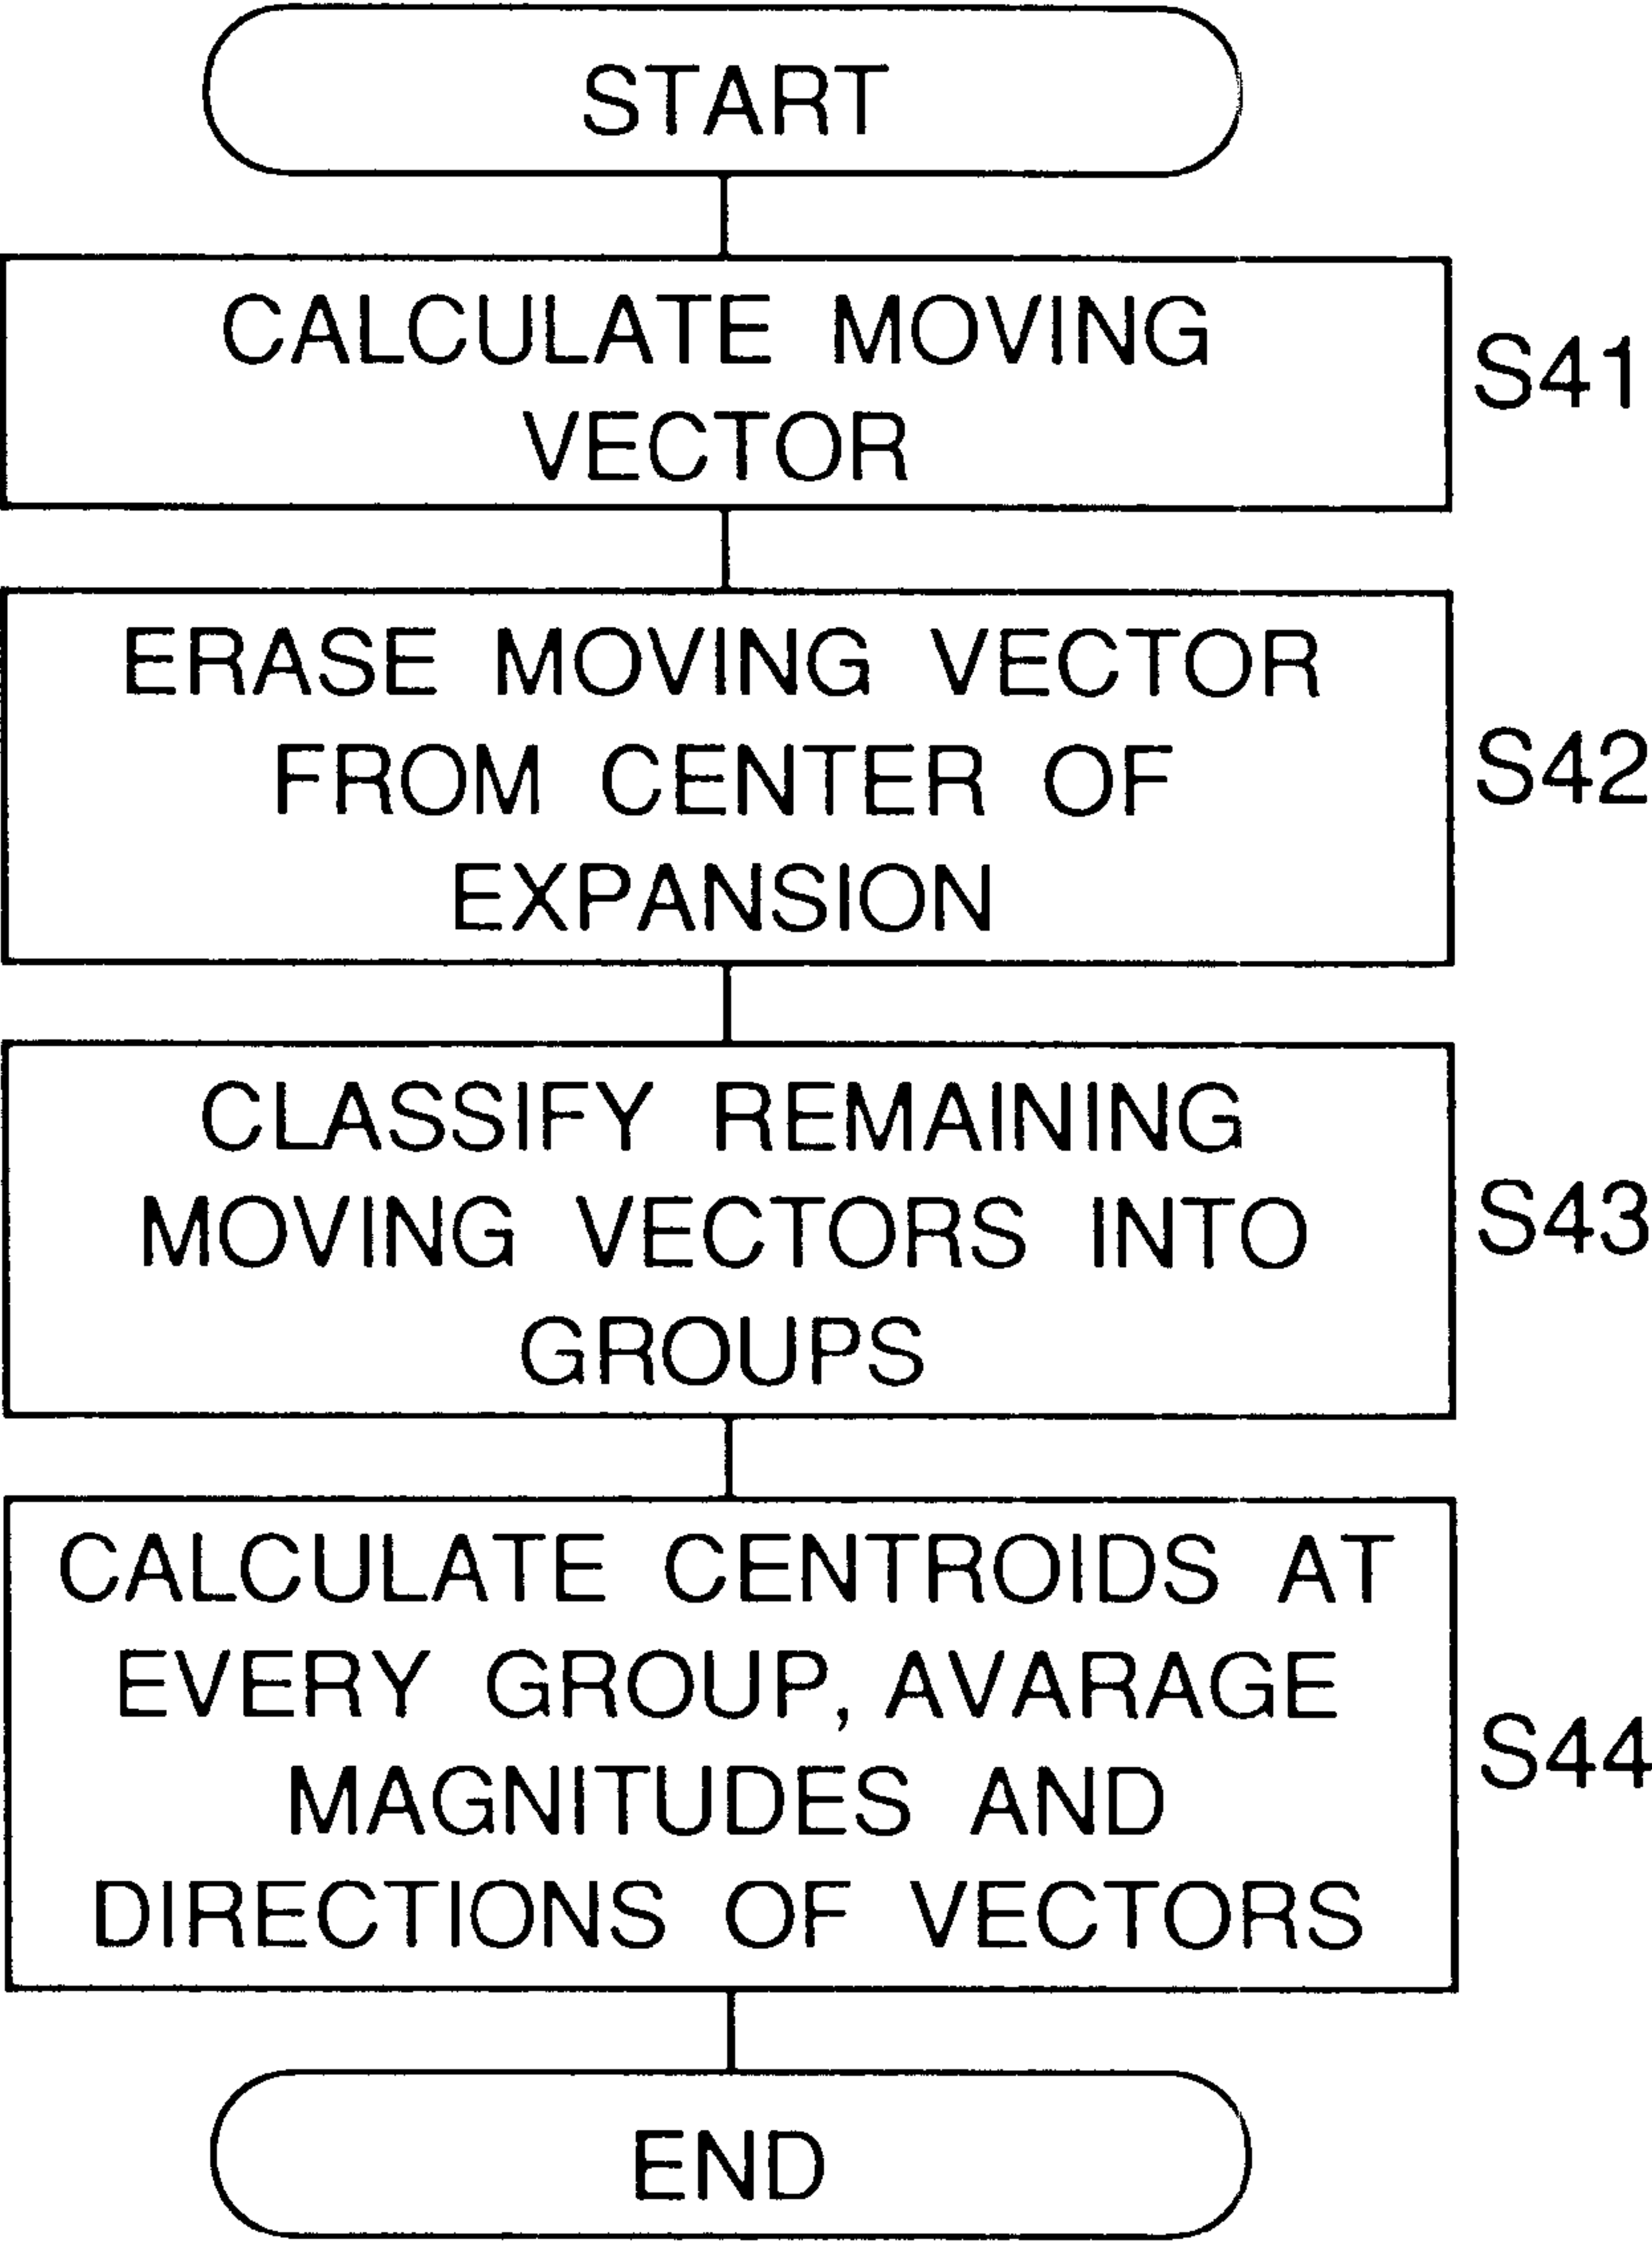 START
CALCULATE MOVING
VECTOR
S41
ERASE MOVING VECTOR
FROM CENTER OF
EXPANSION
S42
CLASSIFY REMAINING
MOVING VECTORS INTO
GROUPS
S43
CALCULATE CENTROIDS AT
EVERY GROUP, AVARAGE
MAGNITUDES AND
DIRECTIONS OF VECTORS
S44
END